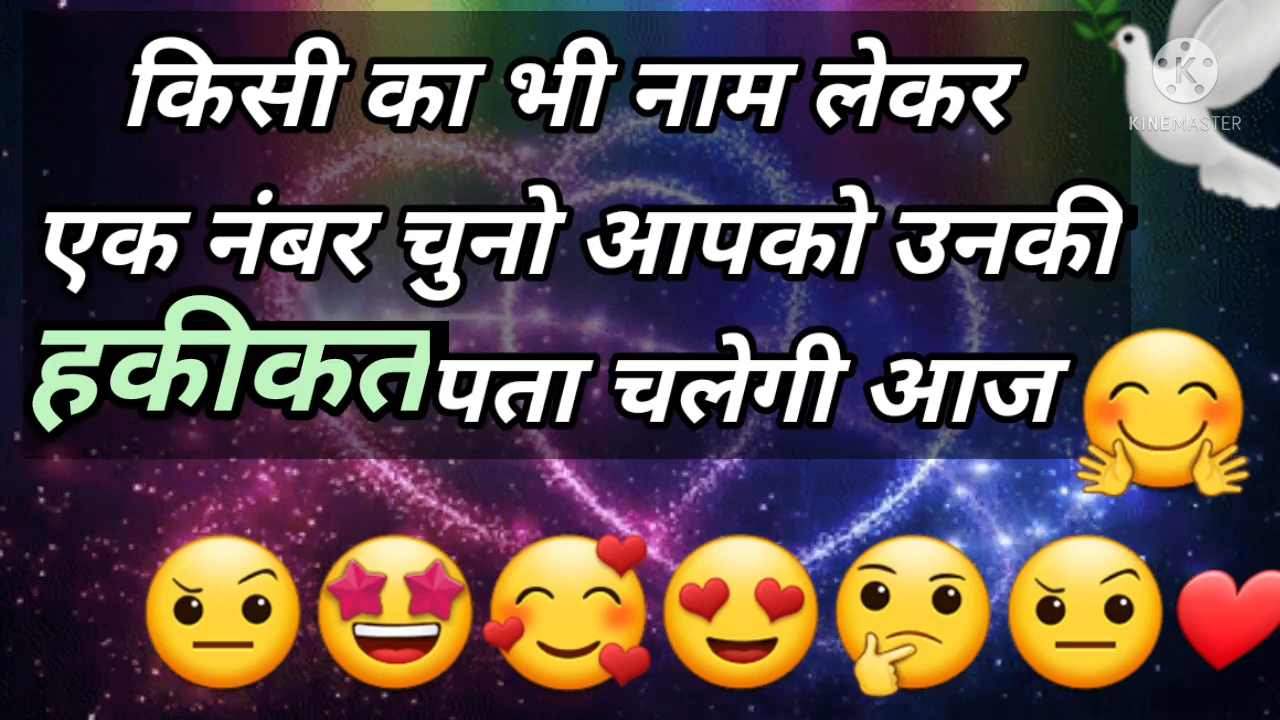 किसी का भी नाम लेकर
एक नंबर चुनो आपको उनकी
हकीकत पता चलेगी आज
K
KINEMASTER